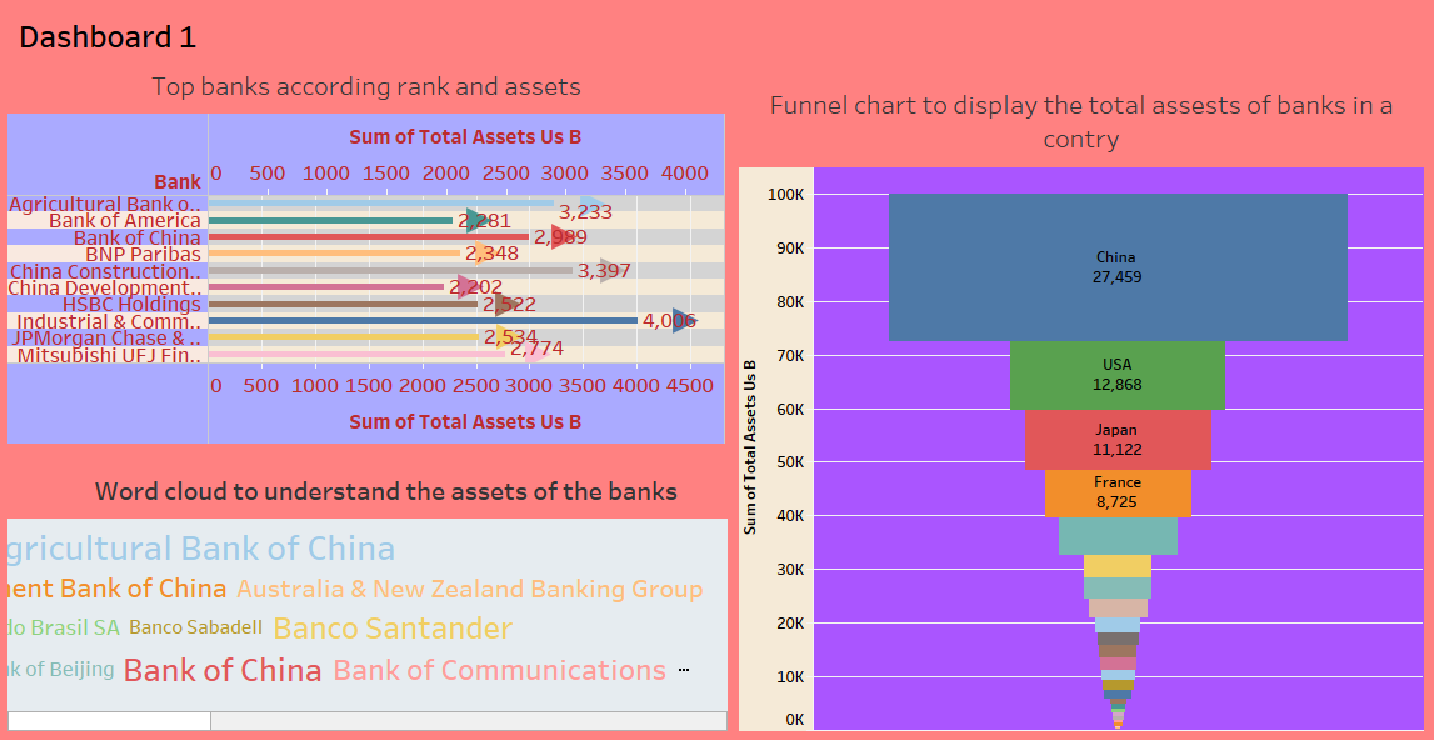 Dashboard 1
Top banks according rank and assets
Sum of Total Assets Us B
Bank
0 500 1000 1500 2000 2500 3000 3500 4000
Agricultural Bank o.. 3,233
Bank of America 2,281
Bank of China 2,989
BNP Paribas 2,348
China Construction.. 3,397
China Development.. 2,202
HSBC Holdings 2,522
Industrial & Comm.. 4,006
JPMorgan Chase & .. 2,534
Mitsubishi UFJ Fin.. 2,774
0 500 1000 1500 2000 2500 3000 3500 4000 4500
Sum of Total Assets Us B
Word cloud to understand the assets of the banks
gricultural Bank of China
ent Bank of China Australia & New Zealand Banking Group
do Brasil SA Banco Sabadell Banco Santander
k of Beijing Bank of China Bank of Communications ...
Funnel chart to display the total assests of banks in a
contry
Sum of Total Assets Us B
100K
90K
80K
70K
60K
50K
40K
30K
20K
10K
0K
China
27,459
USA
12,868
Japan
11,122
France
8,725